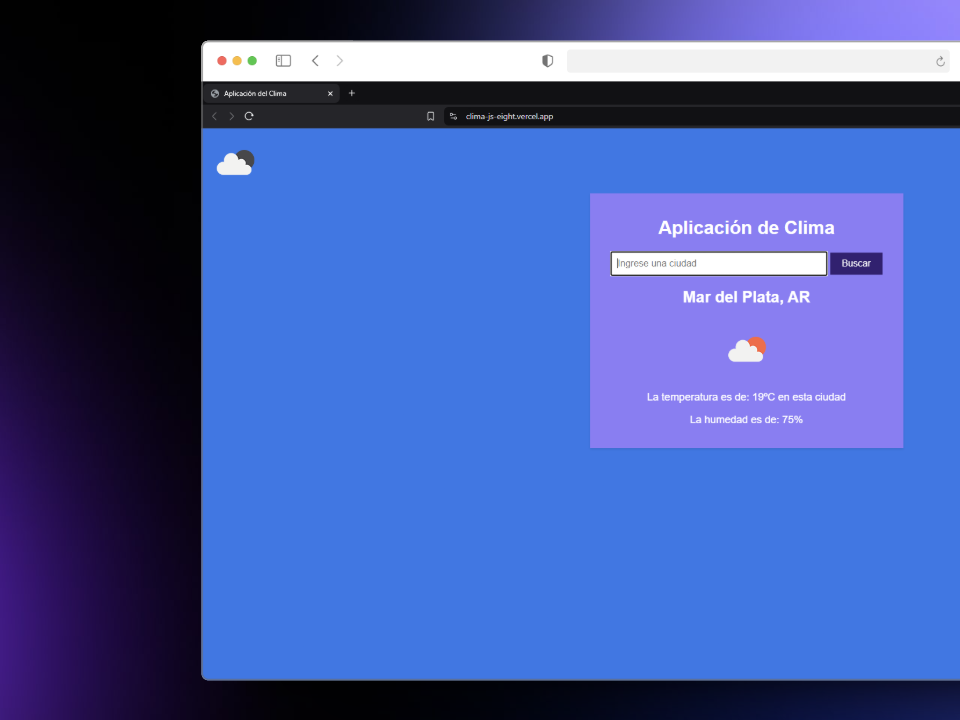 Aplicación del Clima
clima-js-eight.vercel.app
Aplicación de Clima
Ingrese una ciudad
Buscar
Mar del Plata, AR
La temperatura es de: 19ºC en esta ciudad
La humedad es de: 75%